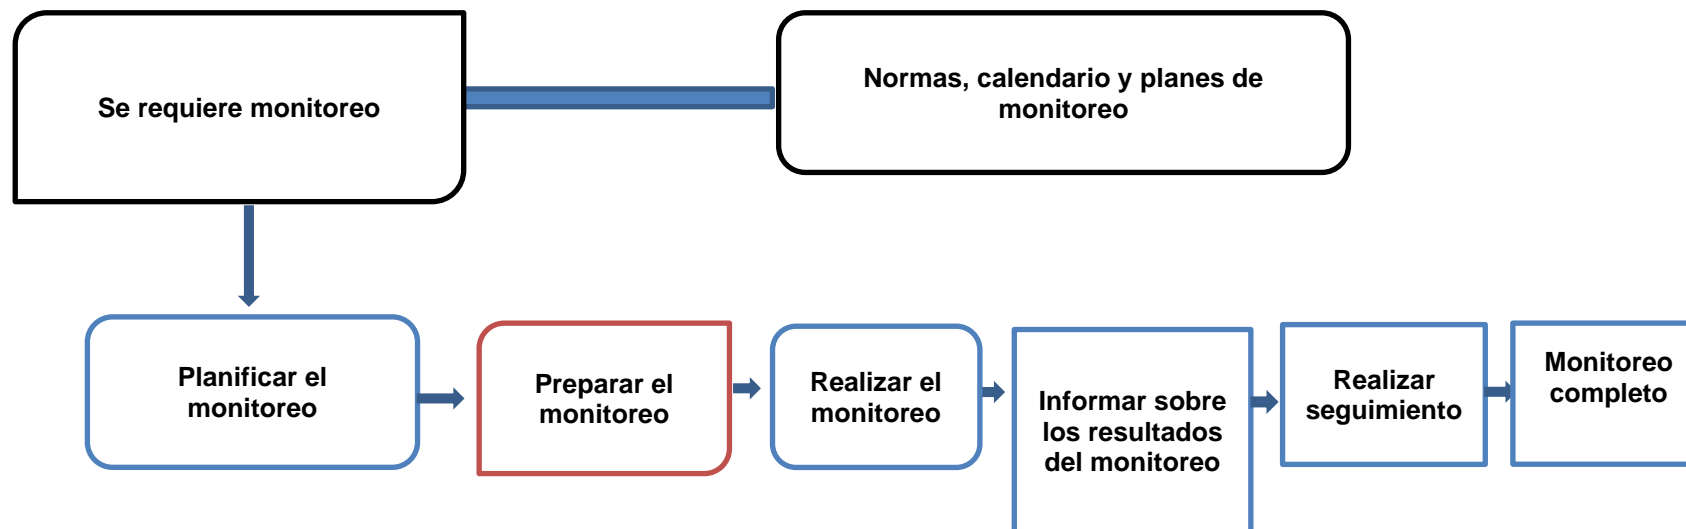 Se requiere monitoreo
Normas, calendario y planes de
monitoreo
Planificar el
monitoreo
Preparar el
monitoreo
Realizar el
monitoreo
Informar sobre
los resultados
del monitoreo
Realizar
seguimiento
Monitoreo
completo